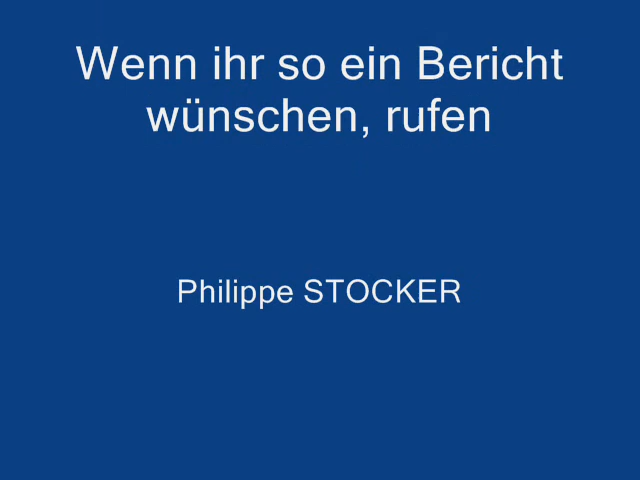 Wenn ihr so ein Bericht
wünschen, rufen
Philippe STOCKER